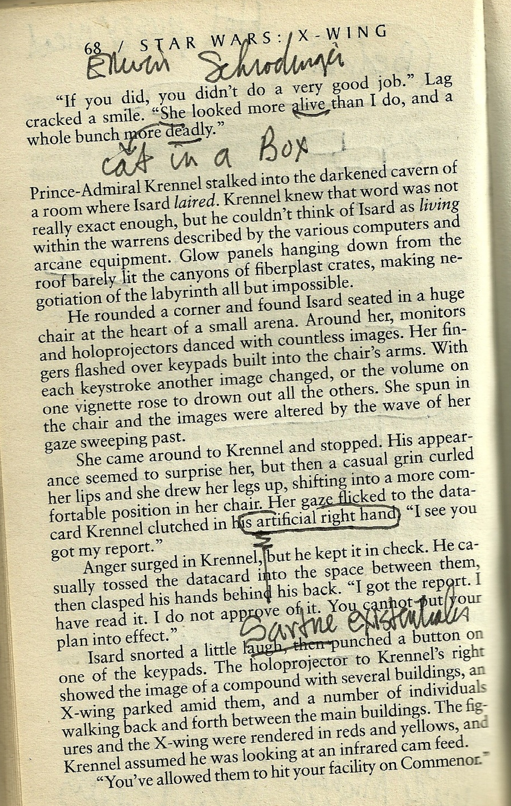 68 / STAR WARS: X-WING
Erwin Schrodinger
“If you did, you didn’t do a very good job.” Lag
cracked a smile. “She looked more alive than I do, and a
whole bunch more deadly.”
cat in a Box
Prince-Admiral Krennel stalked into the darkened cavern of
a room where Isard laired. Krennel knew that word was not
really exact enough, but he couldn’t think of Isard as living
within the warrens described by the various computers and
arcane equipment. Glow panels hanging down from the
roof barely lit the canyons of fiberplast crates, making ne-
gotiation of the labyrinth all but impossible.
He rounded a corner and found Isard seated in a huge
chair at the heart of a small arena. Around her, monitors
and holoprojectors danced with countless images. Her fin-
gers flashed over keypads built into the chair’s arms. With
each keystroke another image changed, or the volume on
one vignette rose to drown out all the others. She spun in
the chair and the images were altered by the wave of her
gaze sweeping past.
She came around to Krennel and stopped. His appear-
ance seemed to surprise her, but then a casual grin curled
her lips and she drew her legs up, shifting into a more com-
fortable position in her chair. Her gaze flicked to the data-
card Krennel clutched in his artificial right hand. “I see you
got my report.”
Anger surged in Krennel, but he kept it in check. He ca-
sually tossed the datacard into the space between them,
then clasped his hands behind his back. “I got the report. I
have read it. I do not approve of it. You cannot put your
plan into effect.”
Sartre
Isard snorted a little laugh, then punched a button on
one of the keypads. The holoprojector to Krennel’s right
showed the image of a compound with several buildings, an
X-wing parked amid them, and a number of individuals
walking back and forth between the main buildings. The fig-
ures and the X-wing were rendered in reds and yellows, and
Krennel assumed he was looking at an infrared cam feed.
“You’ve allowed them to hit your facility on Commenor.”